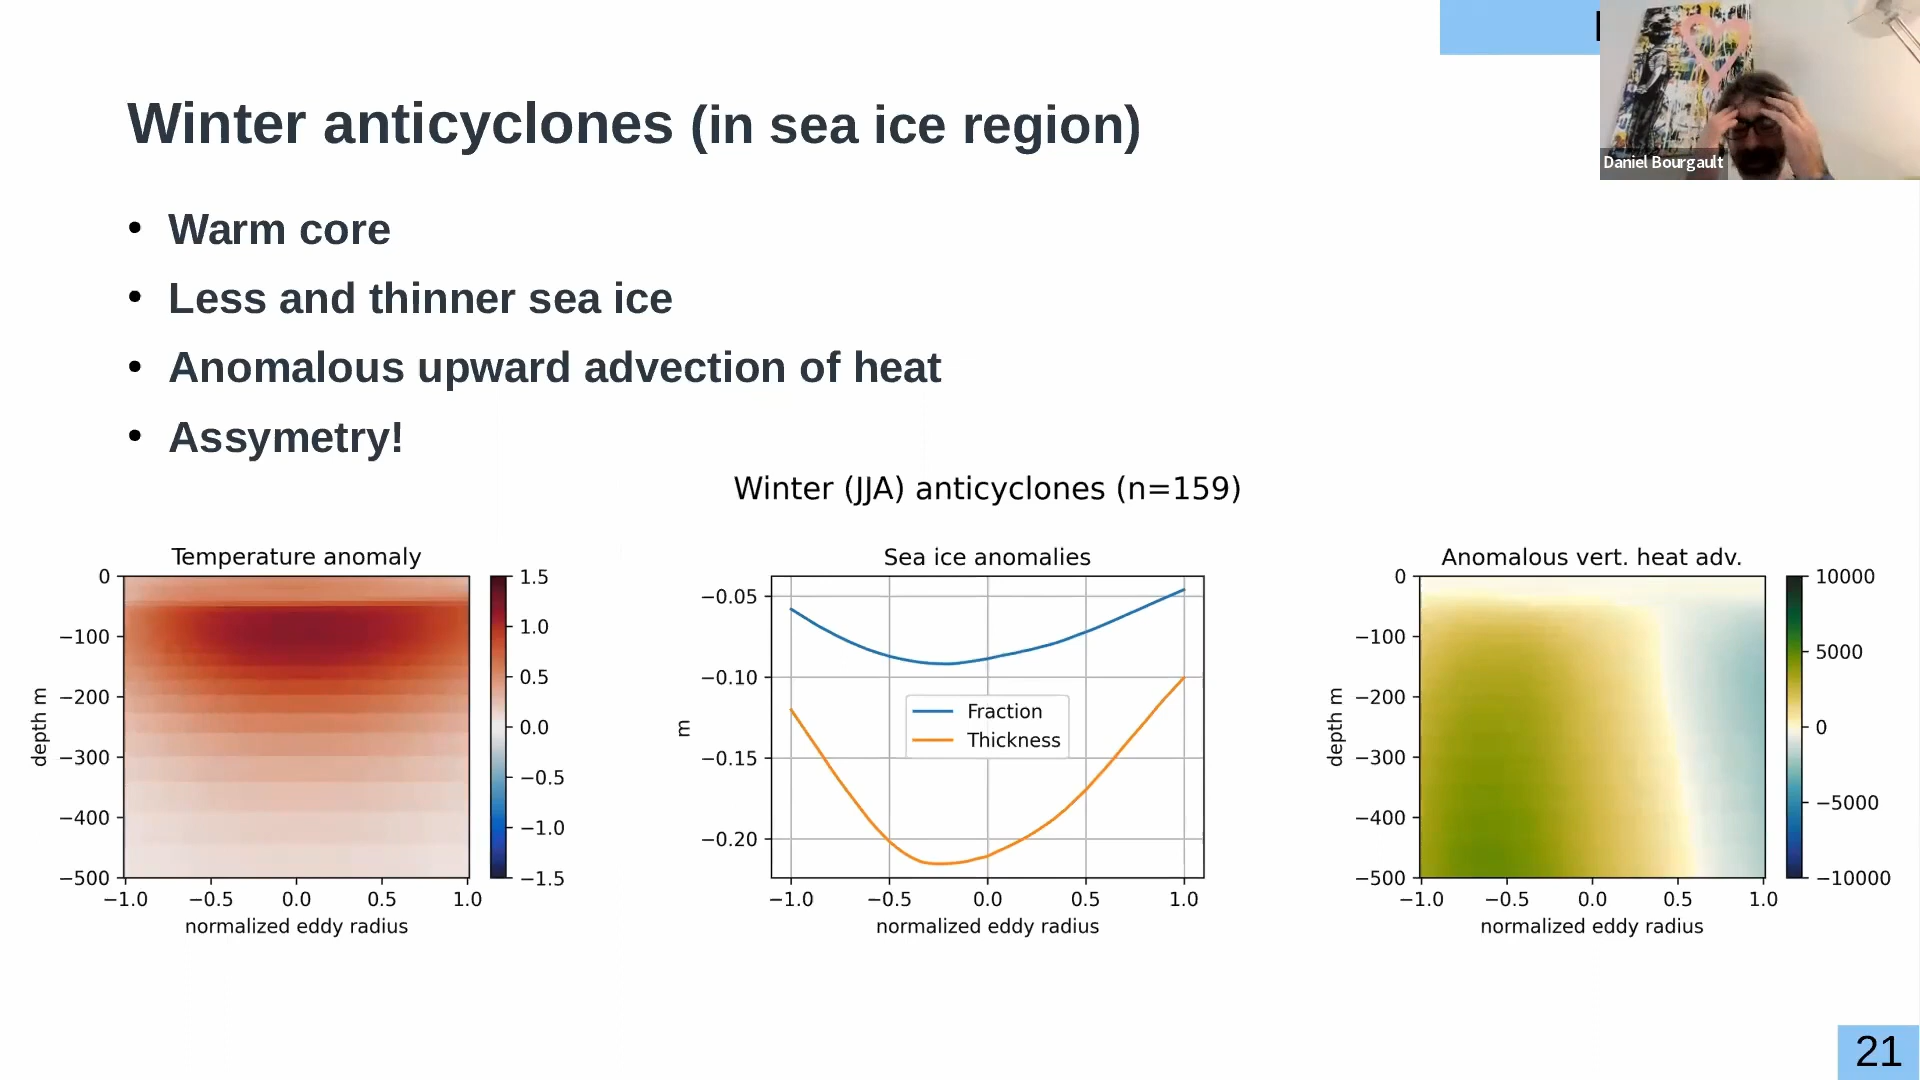 Winter anticyclones (in sea ice region)
Daniel Bourgault
• Warm core
• Less and thinner sea ice
• Anomalous upward advection of heat
• Assymetry!
Winter (JJA) anticyclones (n=159)
Temperature anomaly
0
−100
−200
−300
−400
−500
depth m
−1.0 −0.5 0.0 0.5 1.0
normalized eddy radius
1.5
1.0
0.5
0.0
−0.5
−1.0
−1.5
Sea ice anomalies
−0.05
−0.10
−0.15
−0.20
m
Fraction
Thickness
−1.0 −0.5 0.0 0.5 1.0
normalized eddy radius
Anomalous vert. heat adv.
0
−100
−200
−300
−400
−500
depth m
−1.0 −0.5 0.0 0.5 1.0
normalized eddy radius
10000
5000
0
−5000
−10000
21